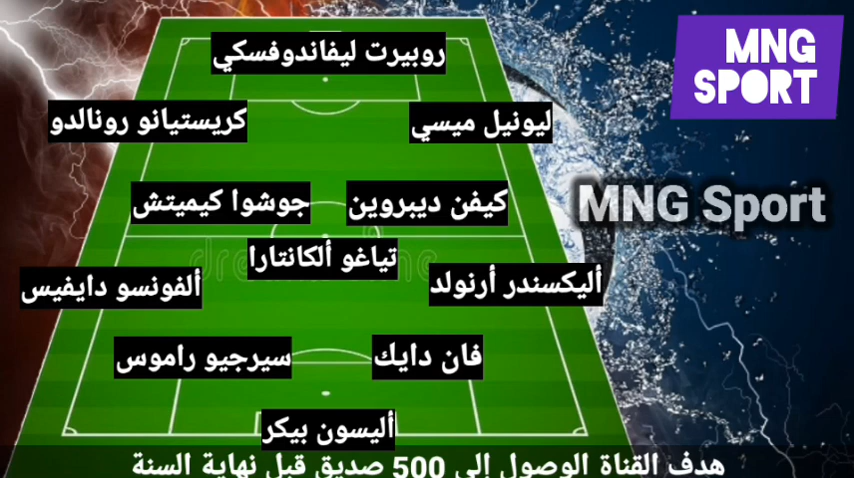 روبيرت ليفاندوفسكي
MNG
SPORT
ليونيل ميسي
كريستيانو رونالدو
MNG Sport
كيفن ديبروين
جوشوا كيميتش
تياغو ألكانتارا
أليكسندر أرنولد
ألفونسو دايفيس
فان دايك
سيرجيو راموس
أليسون بيكر
هدف القناة الوصول إلى 500 صديق قبل نهاية السنة